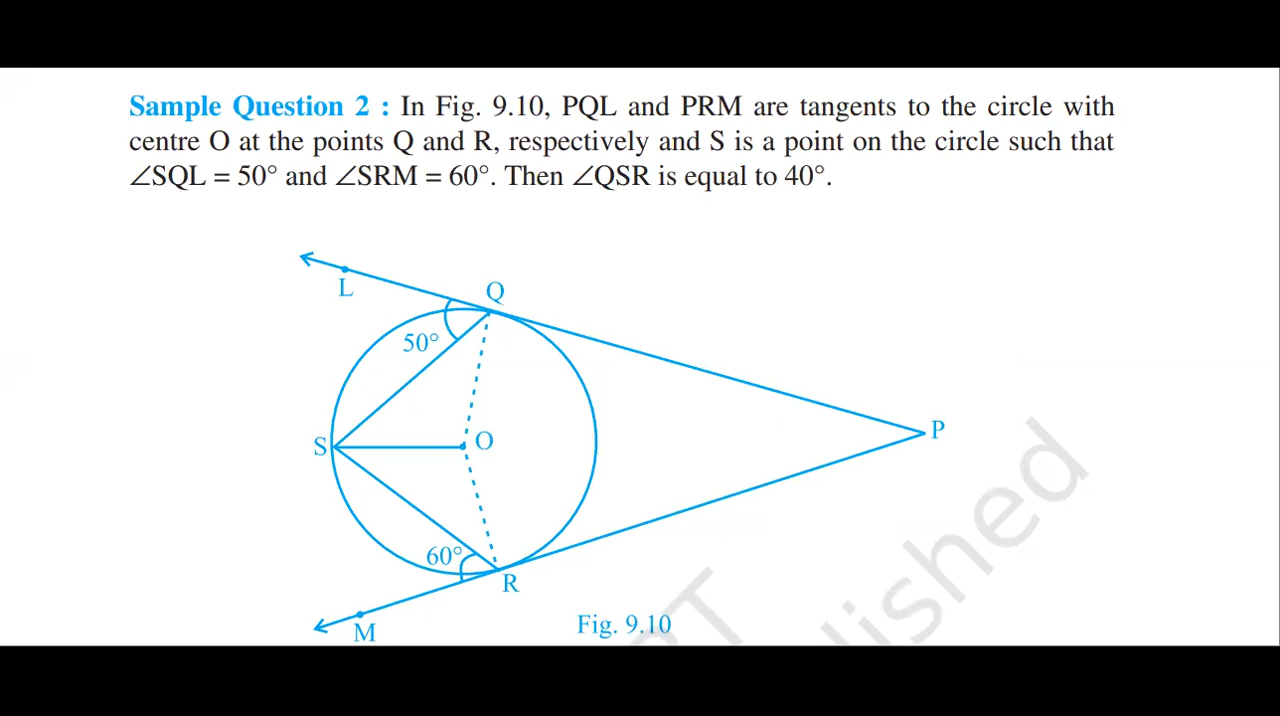 Sample Question 2 : In Fig. 9.10, PQL and PRM are tangents to the circle with
centre O at the points Q and R, respectively and S is a point on the circle such that
∠SQL = 50° and ∠SRM = 60°. Then ∠QSR is equal to 40°.
L
Q
50°
S
O
P
60°
R
M
Fig. 9.10